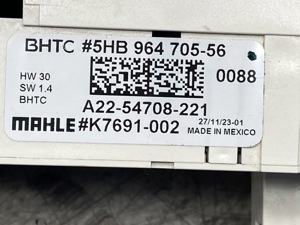 BHTC #5HB 964 705-56
HW 30
SW 1.4
BHTC
0088
A22-54708-221
MAHLE #K7691-002
27/11/23-01
MADE IN MEXICO